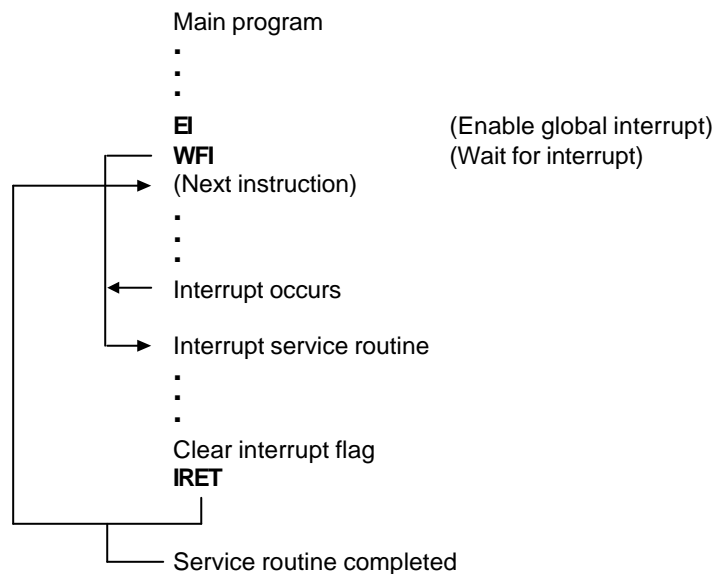 Main program
EI (Enable global interrupt)
WFI (Wait for interrupt)
(Next instruction)
Interrupt occurs
Interrupt service routine
Clear interrupt flag
IRET
Service routine completed